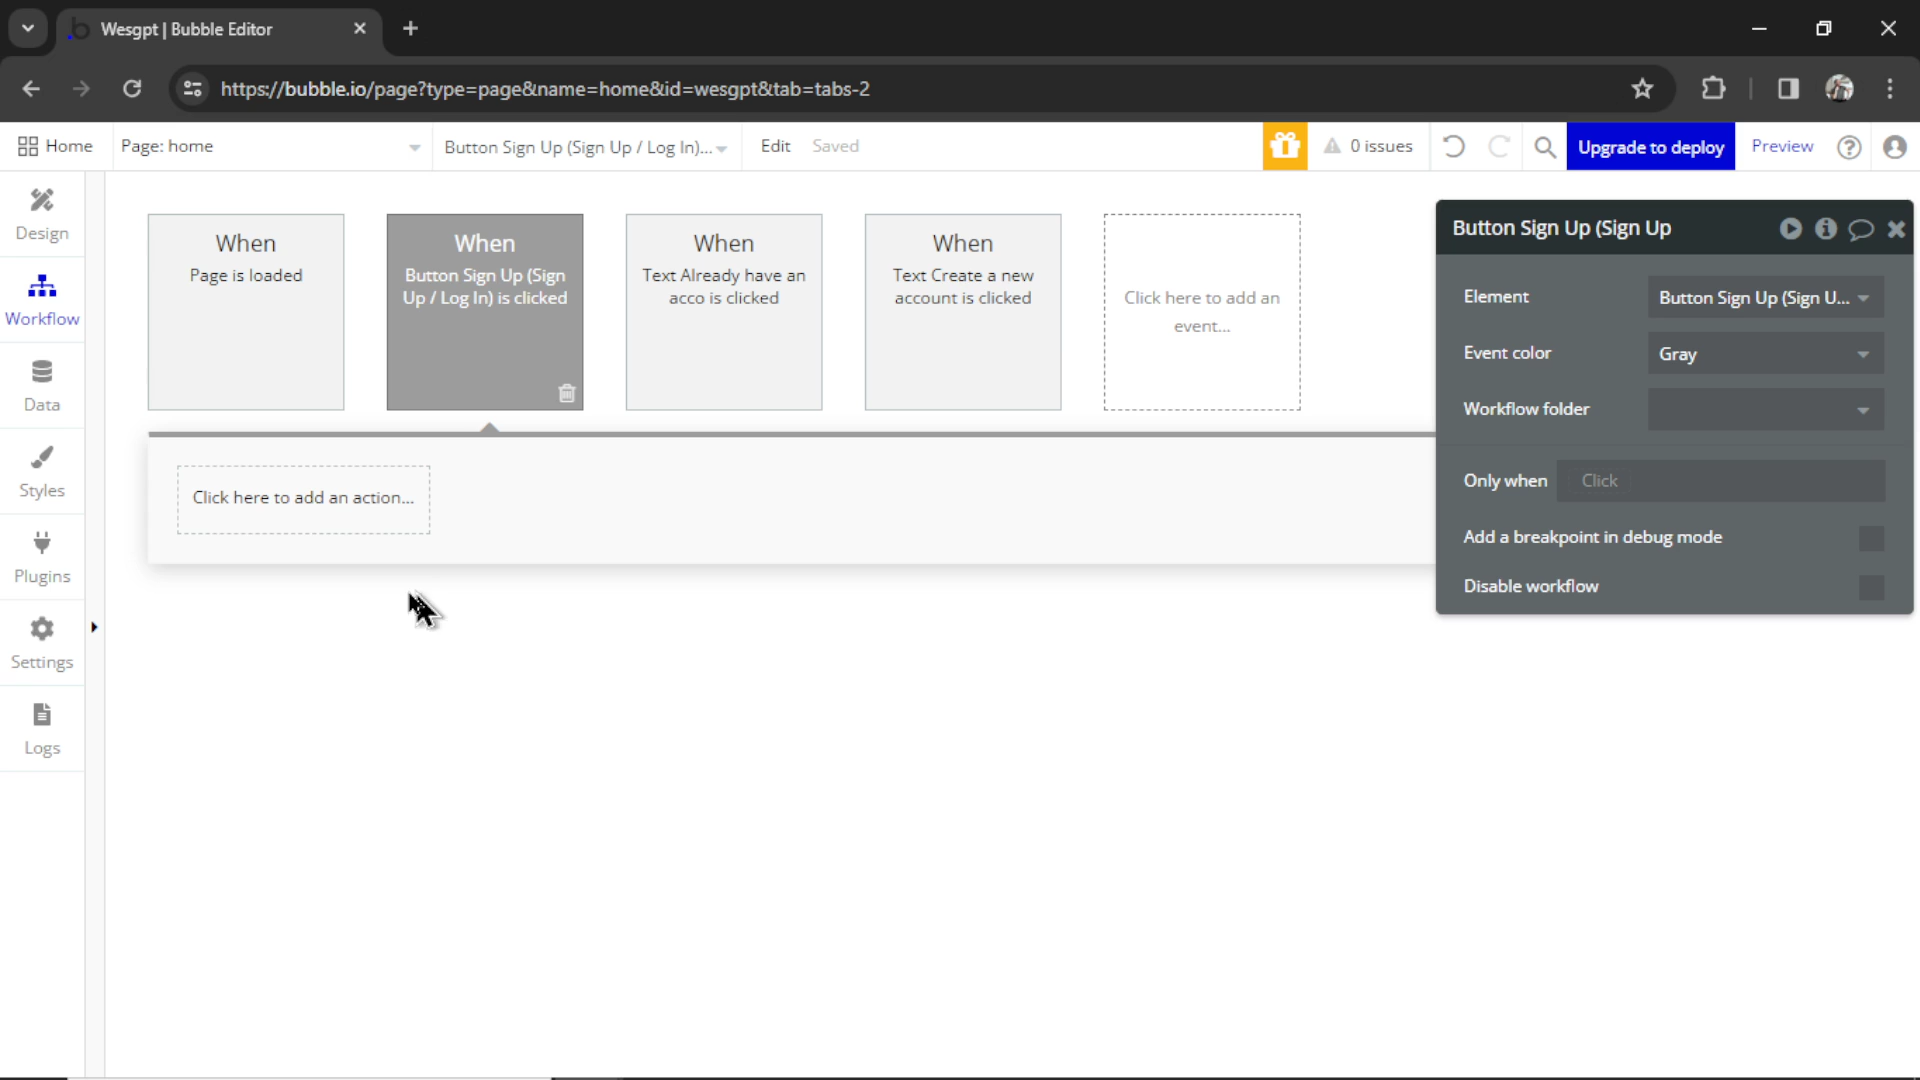 Wesgpt | Bubble Editor
https://bubble.io/page?type=page&name=home&id=wesgpt&tab=tabs-2
Home
Page: home
Button Sign Up (Sign Up / Log In)...
Edit
Saved
0 issues
Upgrade to deploy
Preview
Design
Workflow
Data
Styles
Plugins
Settings
Logs
When
Page is loaded
When
Button Sign Up (Sign
Up / Log In) is clicked
When
Text Already have an
acco is clicked
When
Text Create a new
account is clicked
Click here to add an
event...
Click here to add an action...
Button Sign Up (Sign Up
Element
Button Sign Up (Sign U...
Event color
Gray
Workflow folder
Only when
Click
Add a breakpoint in debug mode
Disable workflow